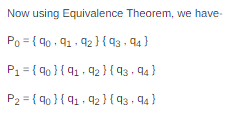 Now using Equivalence Theorem, we have-
P₀ = { q₀ , q₁ , q₂ } { q₃ , q₄ }
P₁ = { q₀ } { q₁ , q₂ } { q₃ , q₄ }
P₂ = { q₀ } { q₁ , q₂ } { q₃ , q₄ }